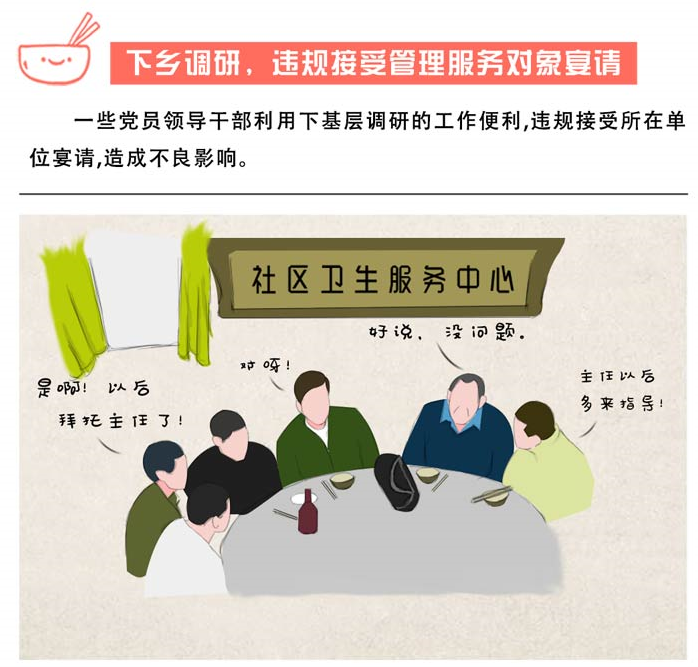 下乡调研，违规接受管理服务对象宴请
一些党员领导干部利用下基层调研的工作便利,违规接受所在单
位宴请,造成不良影响。
社区卫生服务中心
好说，没问题。
对呀！
是啊！以后
拜托主任了！
主任以后
多来指导！